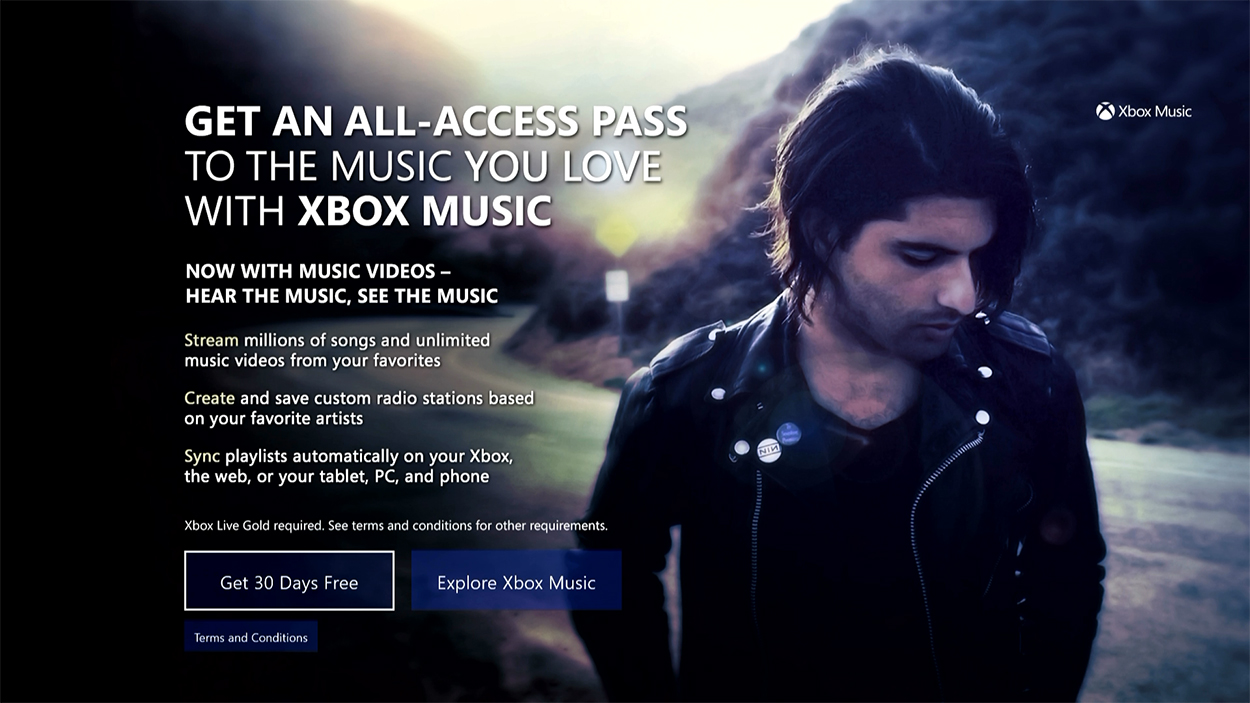 GET AN ALL-ACCESS PASS
TO THE MUSIC YOU LOVE
WITH XBOX MUSIC
Xbox Music
NOW WITH MUSIC VIDEOS –
HEAR THE MUSIC, SEE THE MUSIC
Stream millions of songs and unlimited
music videos from your favorites
Create and save custom radio stations based
on your favorite artists
Sync playlists automatically on your Xbox,
the web, or your tablet, PC, and phone
Xbox Live Gold required. See terms and conditions for other requirements.
Get 30 Days Free
Explore Xbox Music
Terms and Conditions